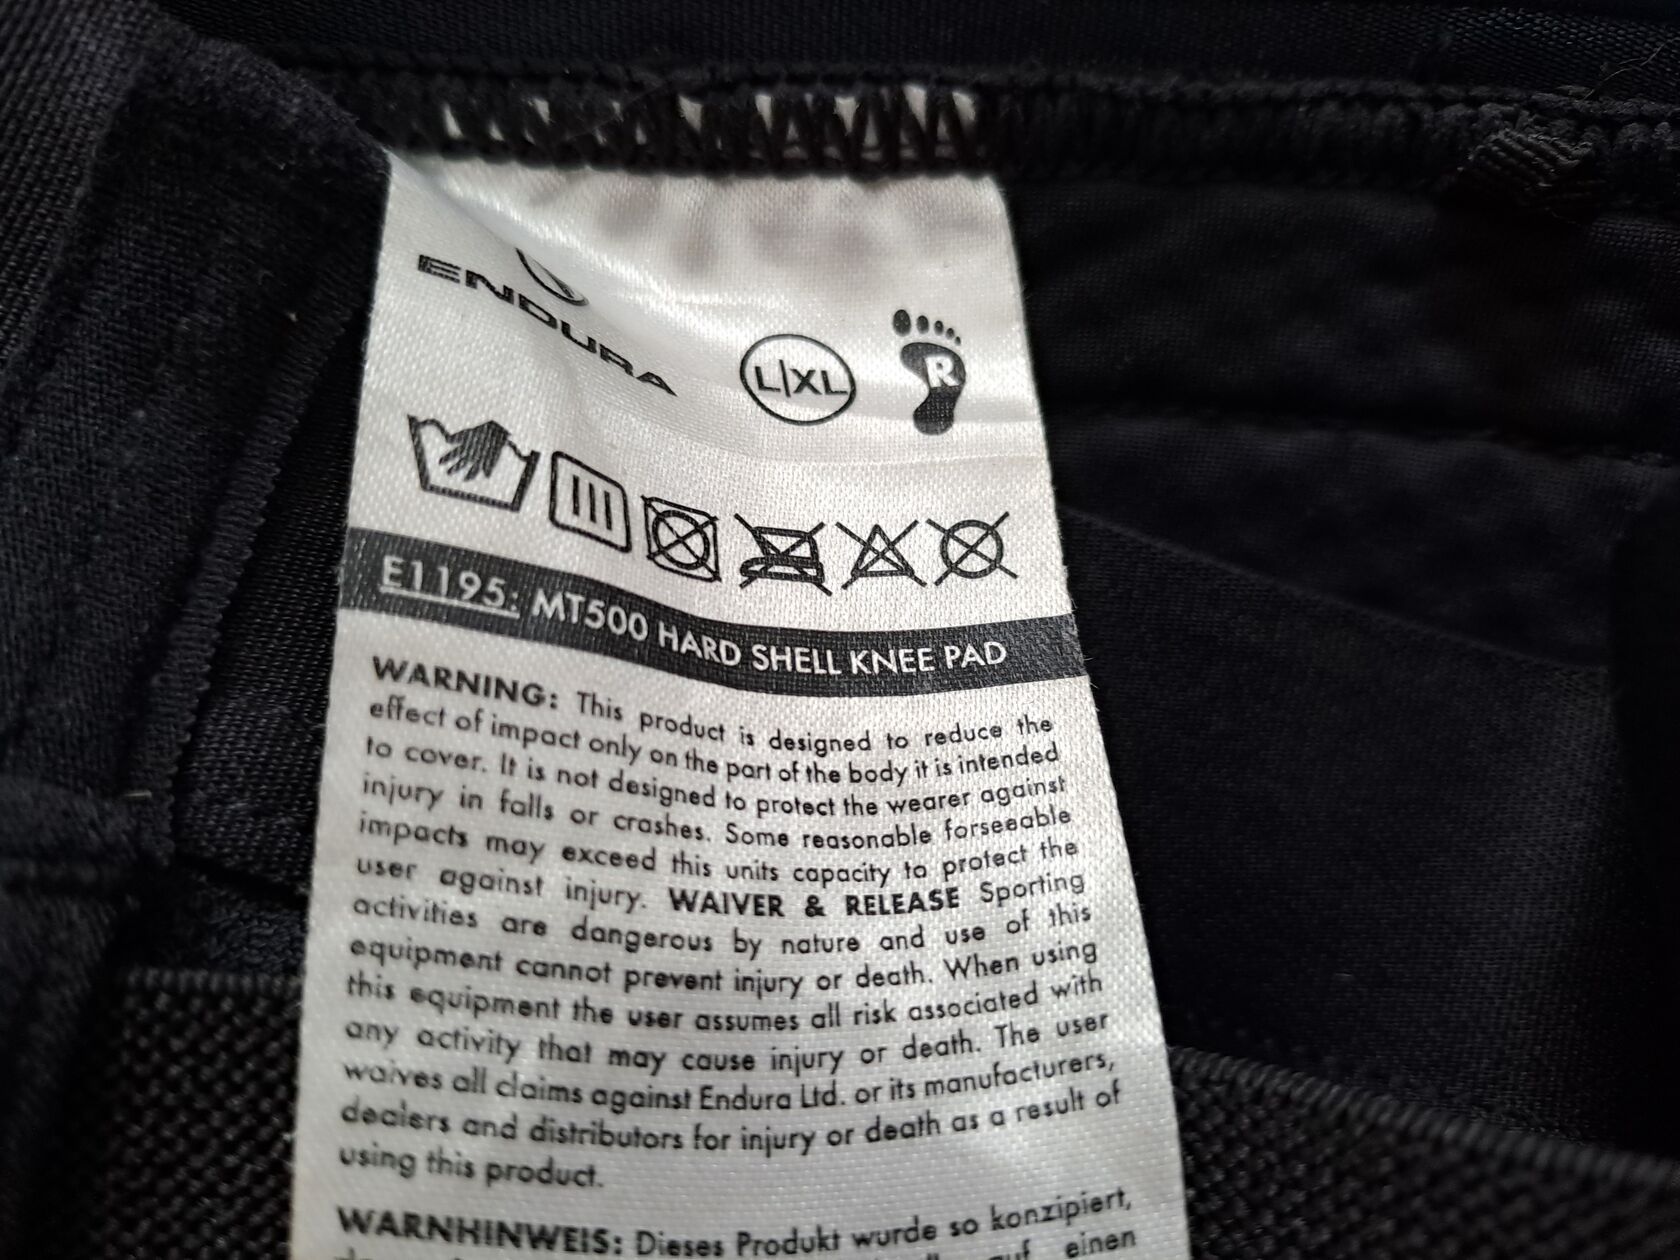 ENDURA
L|XL
R
E1195: MT500 HARD SHELL KNEE PAD
WARNING: This product is designed to reduce the
effect of impact only on the part of the body it is intended
to cover. It is not designed to protect the wearer against
injury in falls or crashes. Some reasonable forseeable
impacts may exceed this units capacity to protect the
user against injury. WAIVER & RELEASE Sporting
activities are dangerous by nature and use of this
equipment cannot prevent injury or death. When using
this equipment the user assumes all risk associated with
any activity that may cause injury or death. The user
waives all claims against Endura Ltd. or its manufacturers,
dealers and distributors for injury or death as a result of
using this product.
WARNHINWEIS: Dieses Produkt wurde so konzipiert,
auf einen